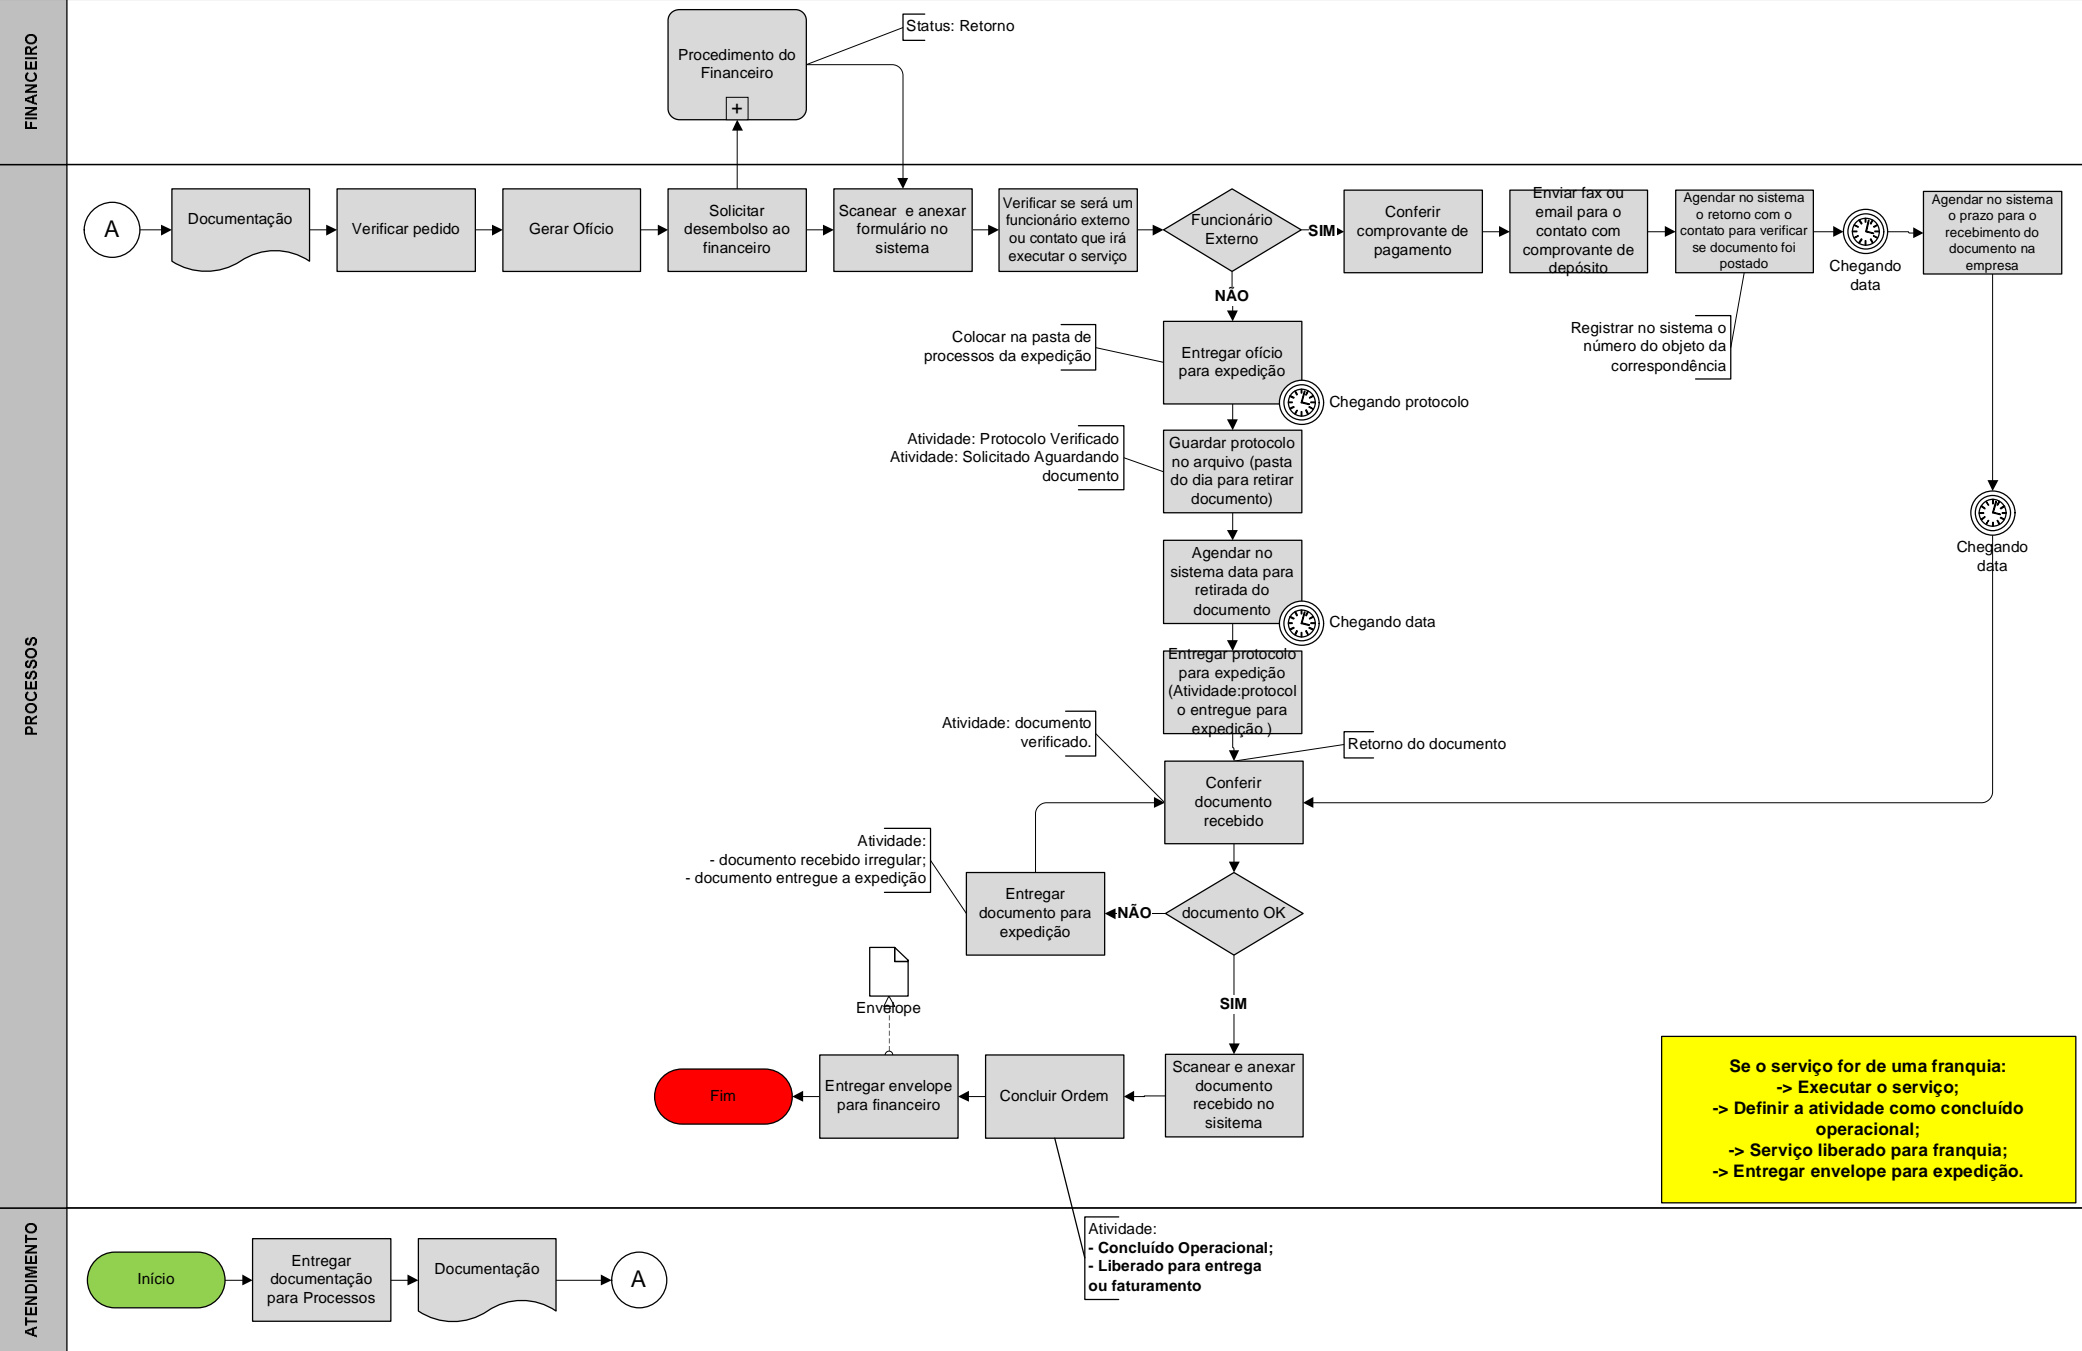 FINANCEIRO
Procedimento do
Financeiro
+
Status: Retorno
PROCESSOS
A
Documentação
Verificar pedido
Gerar Ofício
Solicitar
desembolso ao
financeiro
Scanear e anexar
formulário no
sistema
Verificar se será um
funcionário externo
ou contato que irá
executar o serviço
Funcionário
Externo
SIM
Conferir
comprovante de
pagamento
Enviar fax ou
email para o
contato com
comprovante de
depósito
Agendar no sistema
o retorno com o
contato para verificar
se documento foi
postado
Chegando
data
Agendar no sistema
o prazo para o
recebimento do
documento na
empresa
NÃO
Colocar na pasta de
processos da expedição
Entregar ofício
para expedição
Chegando protocolo
Registrar no sistema o
número do objeto da
correspondência
Atividade: Protocolo Verificado
Atividade: Solicitado Aguardando
documento
Guardar protocolo
no arquivo (pasta
do dia para retirar
documento)
Chegando
data
Agendar no
sistema data para
retirada do
documento
Chegando data
Entregar protocolo
para expedição
(Atividade:protocol
o entregue para
expedição )
Atividade: documento
verificado.
Retorno do documento
Conferir
documento
recebido
Atividade:
- documento recebido irregular;
- documento entregue a expedição
Entregar
documento para
expedição
NÃO
documento OK
SIM
Envelope
Fim
Entregar envelope
para financeiro
Concluir Ordem
Scanear e anexar
documento
recebido no
sisitema
Se o serviço for de uma franquia:
-> Executar o serviço;
-> Definir a atividade como concluído
operacional;
-> Serviço liberado para franquia;
-> Entregar envelope para expedição.
ATENDIMENTO
Início
Entregar
documentação
para Processos
Documentação
A
Atividade:
- Concluído Operacional;
- Liberado para entrega
ou faturamento